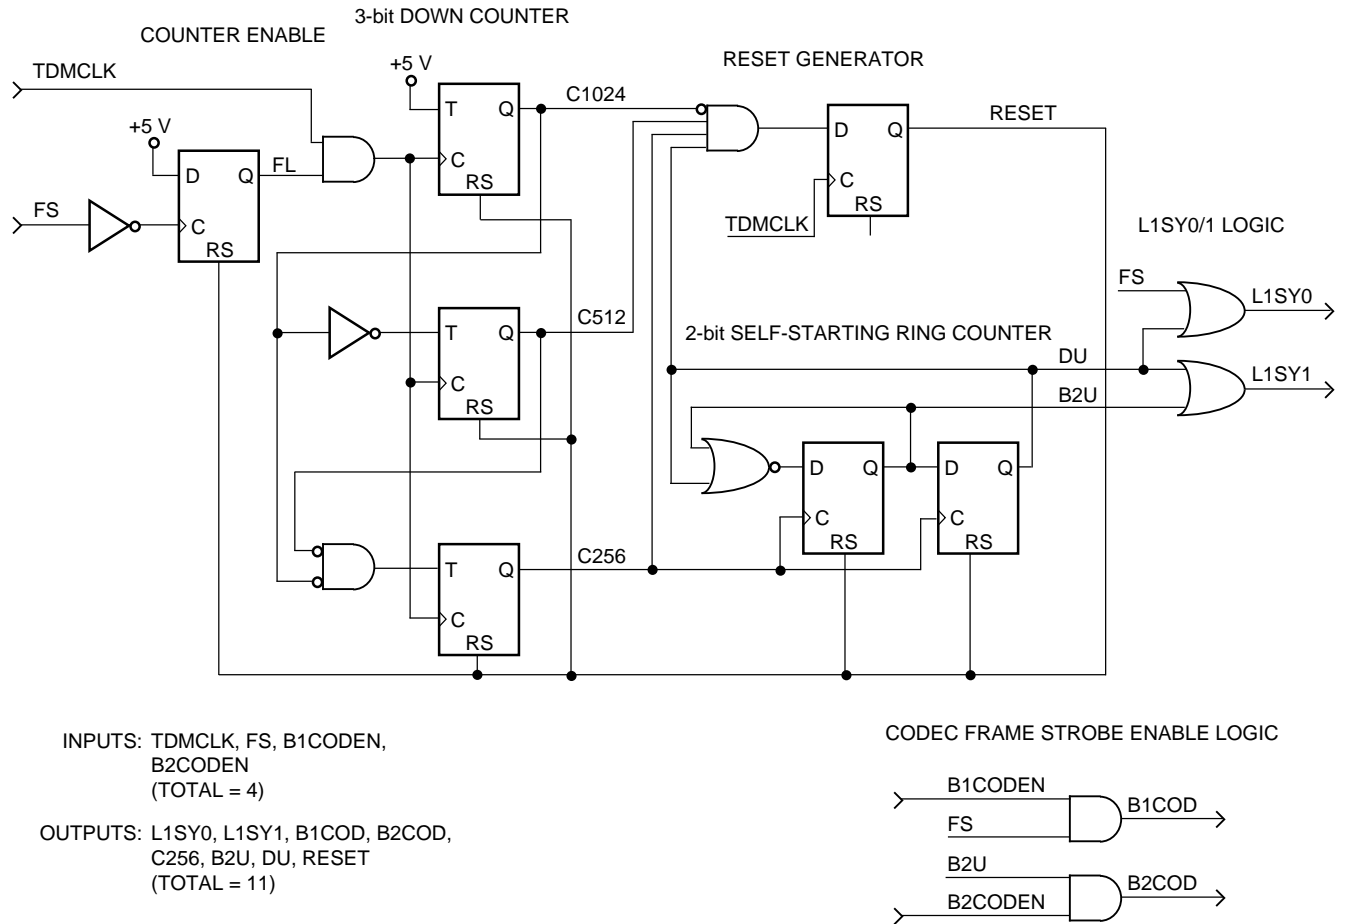 3-bit DOWN COUNTER
COUNTER ENABLE
RESET GENERATOR
TDMCLK
+5 V
T
Q
C1024
C
RS
D
Q
RESET
C
RS
TDMCLK
+5 V
D
Q
FL
FS
C
RS
L1SY0/1 LOGIC
FS
L1SY0
T
Q
C512
C
RS
2-bit SELF-STARTING RING COUNTER
DU
L1SY1
B2U
D
Q
C
RS
D
Q
C
RS
T
Q
C256
C
RS
INPUTS: TDMCLK, FS, B1CODEN,
B2CODEN
(TOTAL = 4)
OUTPUTS: L1SY0, L1SY1, B1COD, B2COD,
C256, B2U, DU, RESET
(TOTAL = 11)
CODEC FRAME STROBE ENABLE LOGIC
B1CODEN
B1COD
FS
B2U
B2COD
B2CODEN